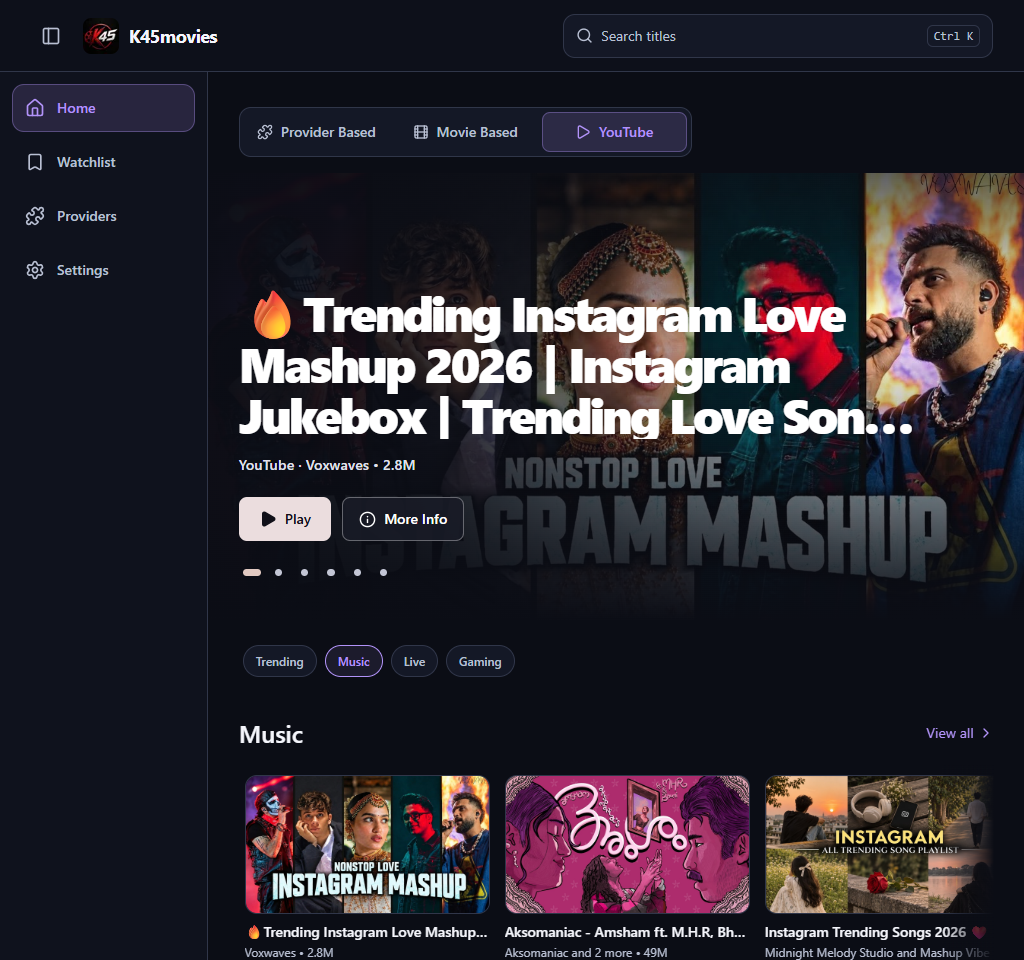 K45
K45movies
Search titles
Ctrl K
Home
Watchlist
Providers
Settings
Provider Based
Movie Based
YouTube
VOXWAVES
🔥Trending Instagram Love
Mashup 2026 | Instagram
Jukebox | Trending Love Son…
YouTube · Voxwaves • 2.8M
NONSTOP LOVE
INSTAGRAM MASHUP
Play
More Info
Trending
Music
Live
Gaming
Music
View all
NONSTOP LOVE
INSTAGRAM MASHUP
M.H.R
INSTAGRAM
ALL TRENDING SONG PLAYLIST
🔥Trending Instagram Love Mashup…
Aksomaniac - Amsham ft. M.H.R, Bh…
Instagram Trending Songs 2026 ❤️
Voxwaves • 2.8M
Aksomaniac and 2 more • 49M
Midnight Melody Studio and Mashup Vibe